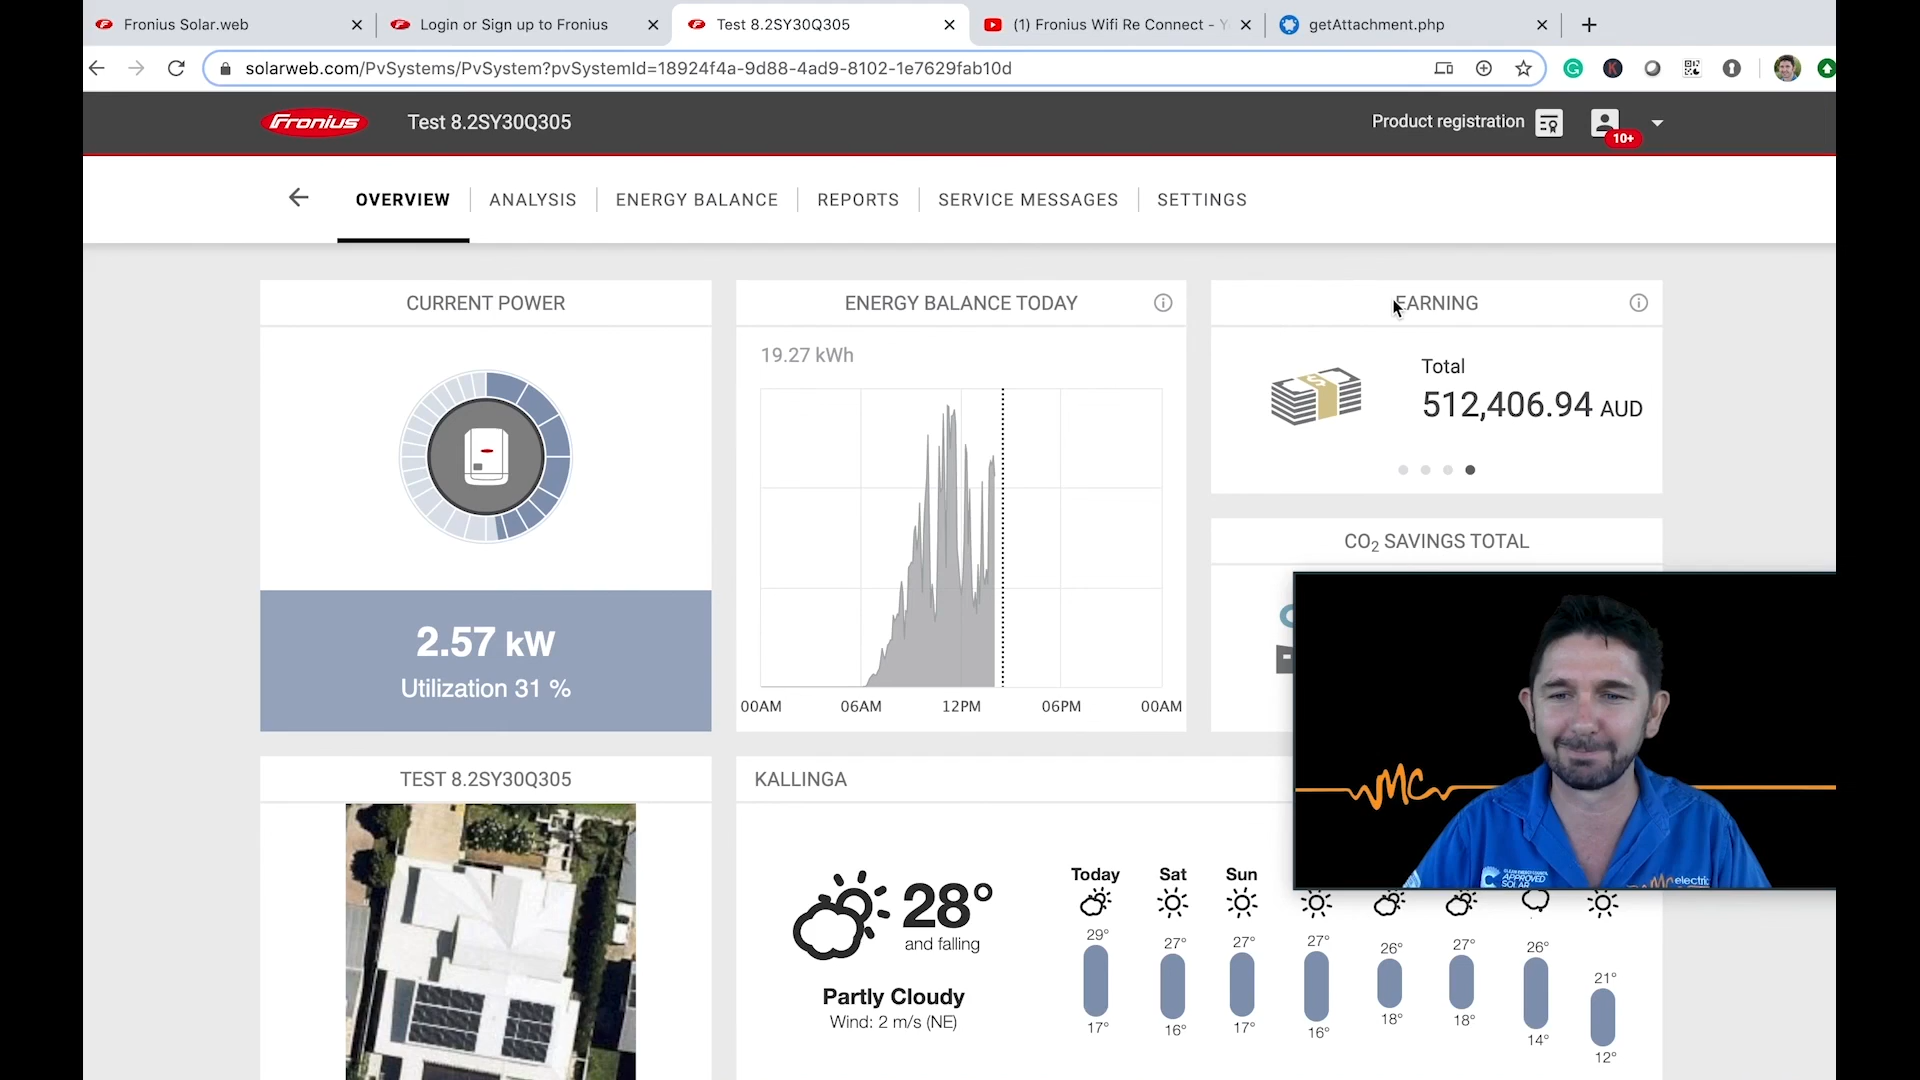 Fronius Solar.web
Login or Sign up to Fronius
Test 8.2SY30Q305
(1) Fronius Wifi Re Connect - Y
getAttachment.php
solarweb.com/PvSystems/PvSystem?pvSystemId=18924f4a-9d88-4ad9-8102-1e7629fab10d
Fronius
Test 8.2SY30Q305
Product registration
10+
OVERVIEW
ANALYSIS
ENERGY BALANCE
REPORTS
SERVICE MESSAGES
SETTINGS
CURRENT POWER
2.57 kW
Utilization 31 %
ENERGY BALANCE TODAY
19.27 kWh
00AM 06AM 12PM 06PM 00AM
EARNING
Total
512,406.94 AUD
CO₂ SAVINGS TOTAL
TEST 8.2SY30Q305
KALLINGA
28°
and falling
Partly Cloudy
Wind: 2 m/s (NE)
Today Sat Sun
29° 27° 27° 27° 26° 27° 26° 21°
17° 16° 17° 16° 18° 18° 14° 12°
MC
APPROVED
SOLAR
MC electric